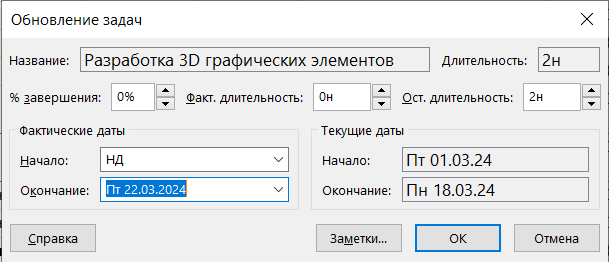 Обновление задач
Название: Разработка 3D графических элементов Длительность: 2н
% завершения: 0% Факт. длительность: 0н Ост. длительность: 2н
Фактические даты Текущие даты
Начало: НД Начало: Пт 01.03.24
Окончание: Пт 22.03.2024 Окончание: Пн 18.03.24
Справка Заметки... ОК Отмена